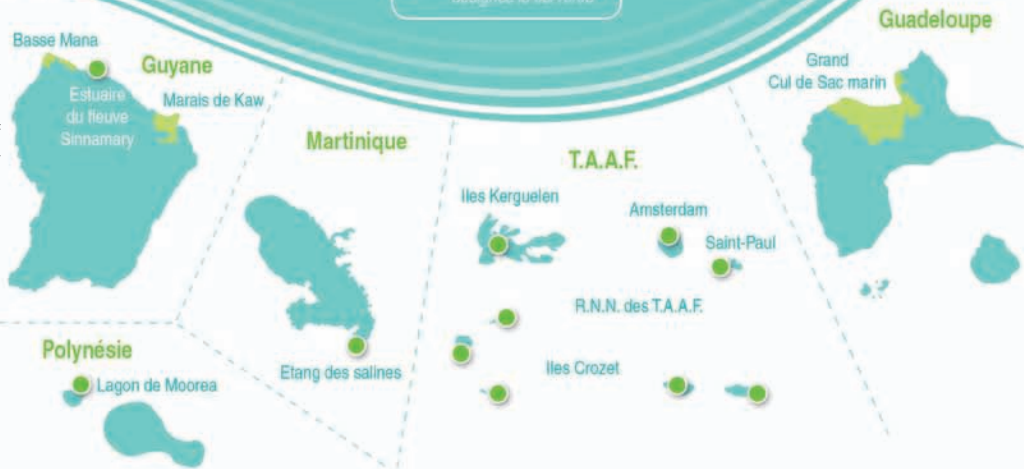 Guadeloupe
Basse Mana
Guyane
Grand
Cul de Sac marin
Estuaire
du fleuve
Sinnamary
Marais de Kaw
Martinique
T.A.A.F.
Iles Kerguelen
Amsterdam
Saint-Paul
R.N.N. des T.A.A.F.
Polynésie
Iles Crozet
Etang des salines
Lagon de Moorea